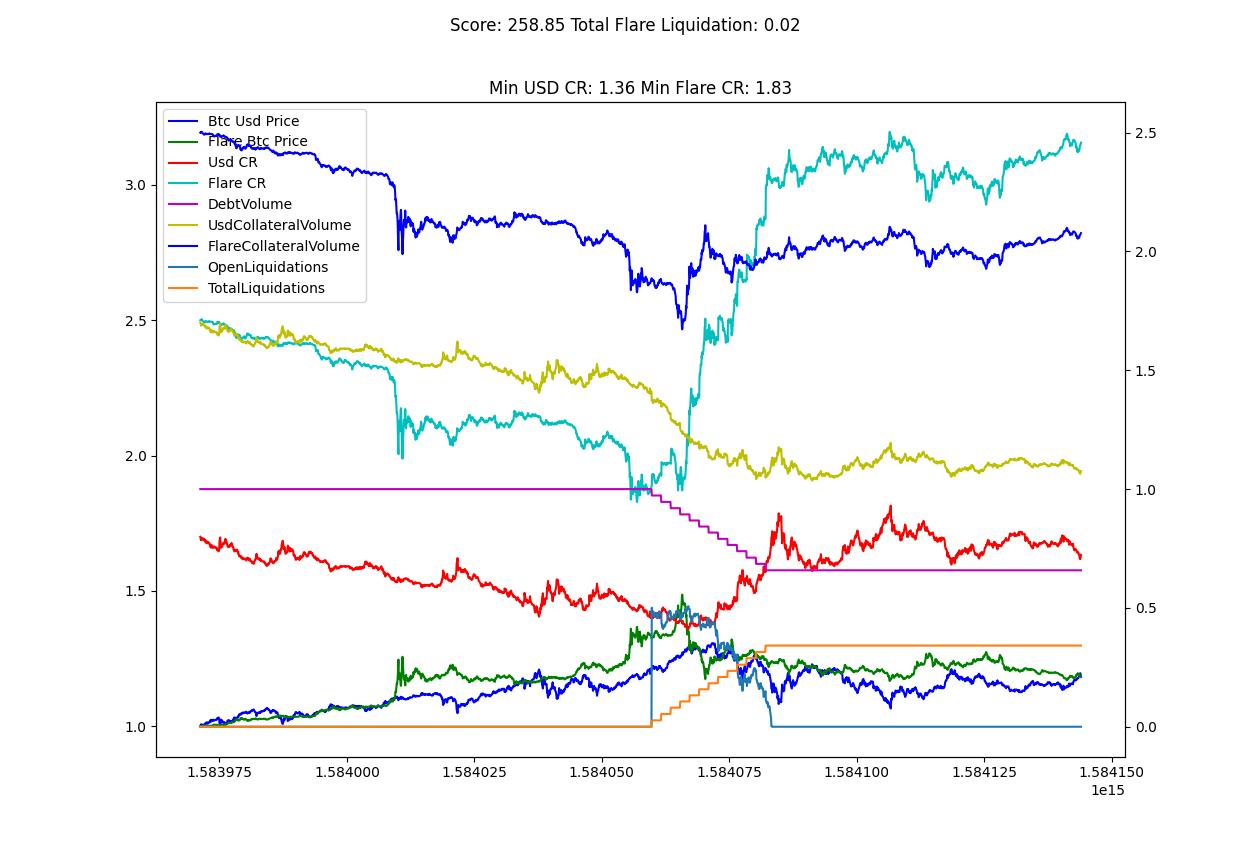 Score: 258.85 Total Flare Liquidation: 0.02
Min USD CR: 1.36 Min Flare CR: 1.83
Btc Usd Price
Flare Btc Price
Usd CR
Flare CR
DebtVolume
UsdCollateralVolume
FlareCollateralVolume
OpenLiquidations
TotalLiquidations
3.0
2.5
2.0
1.5
1.0
2.5
2.0
1.5
1.0
0.5
0.0
1.583975 1.584000 1.584025 1.584050 1.584075 1.584100 1.584125 1.584150
1e15